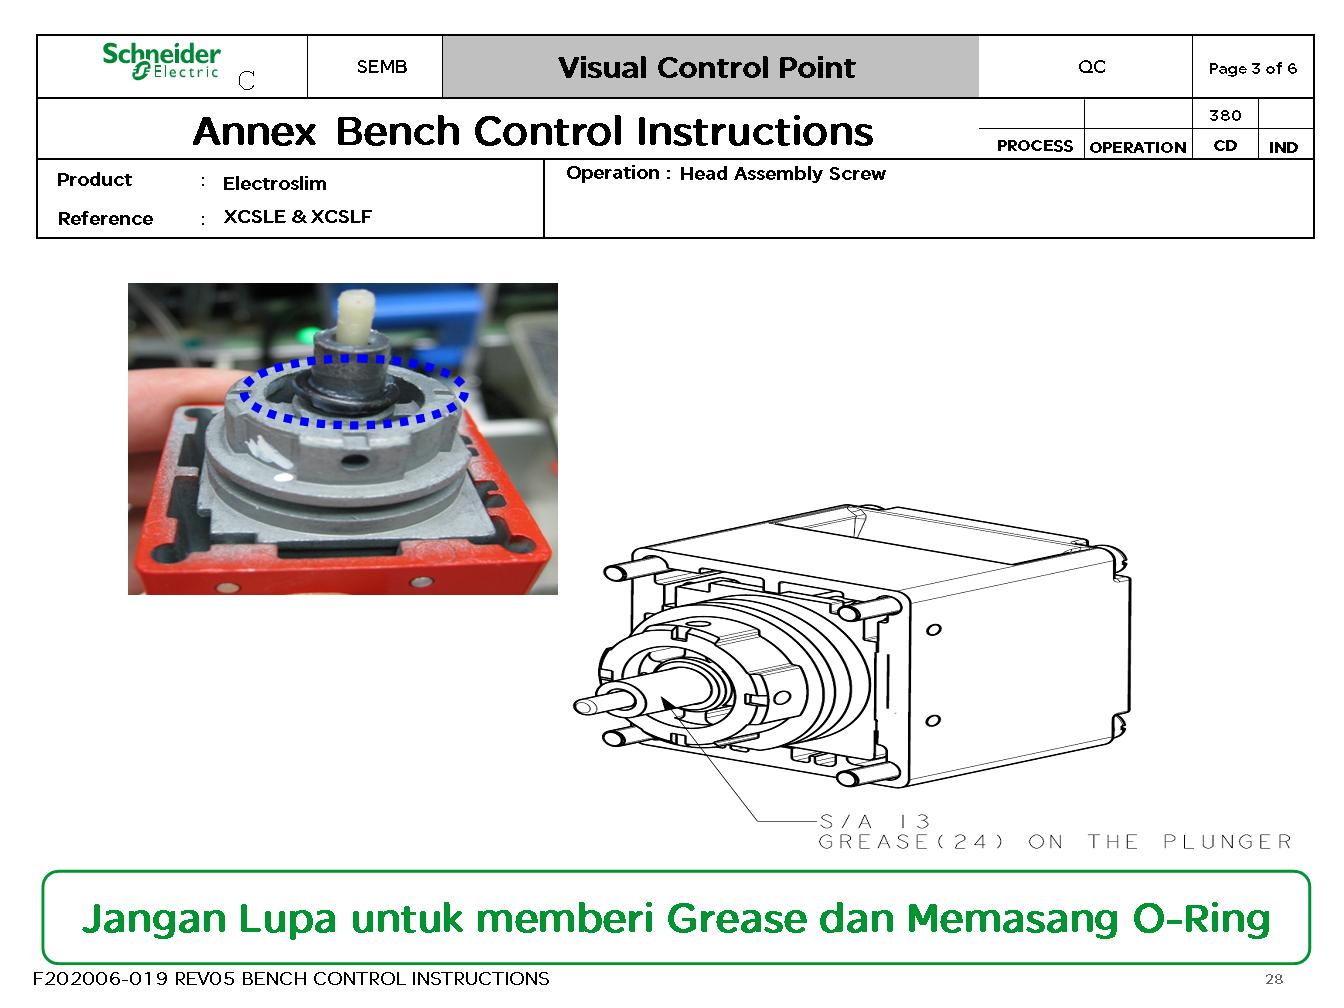 Schneider
Electric
C
SEMB
Visual Control Point
QC
Page 3 of 6
Annex Bench Control Instructions
380
PROCESS
OPERATION
CD
IND
Product : Electroslim
Reference : XCSLE & XCSLF
Operation : Head Assembly Screw
S/A 13
GREASE(24) ON THE PLUNGER
Jangan Lupa untuk memberi Grease dan Memasang O-Ring
F202006-019 REV05 BENCH CONTROL INSTRUCTIONS
28